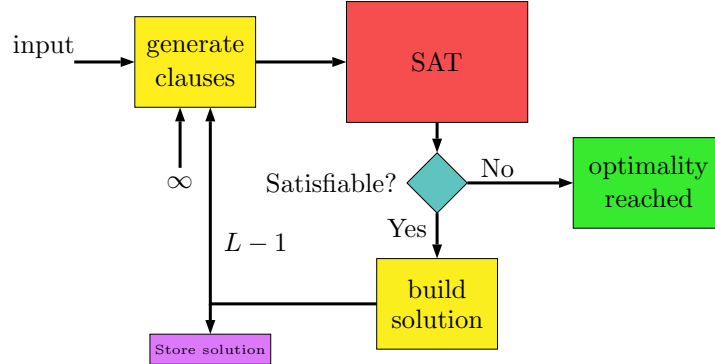 input
generate
clauses
SAT
∞
Satisfiable?
No
optimality
reached
Yes
L − 1
build
solution
Store solution